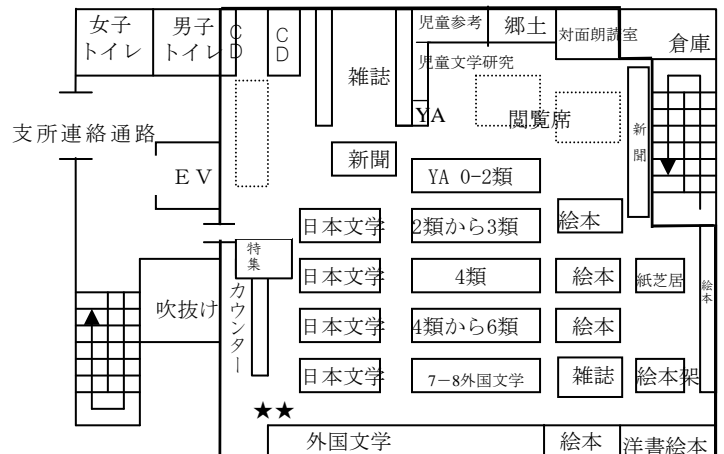 女子
トイレ
男子
トイレ
CD
CD
雑誌
児童参考
郷土
対面朗読室
倉庫
児童文学研究
YA
閲覧席
新聞
支所連絡通路
EV
新聞
YA 0-2類
日本文学
2類から3類
絵本
特集
日本文学
4類
絵本
紙芝居
絵本
吹抜け
カウンター
日本文学
4類から6類
絵本
日本文学
7-8外国文学
雑誌
絵本架
★★
外国文学
絵本
洋書絵本